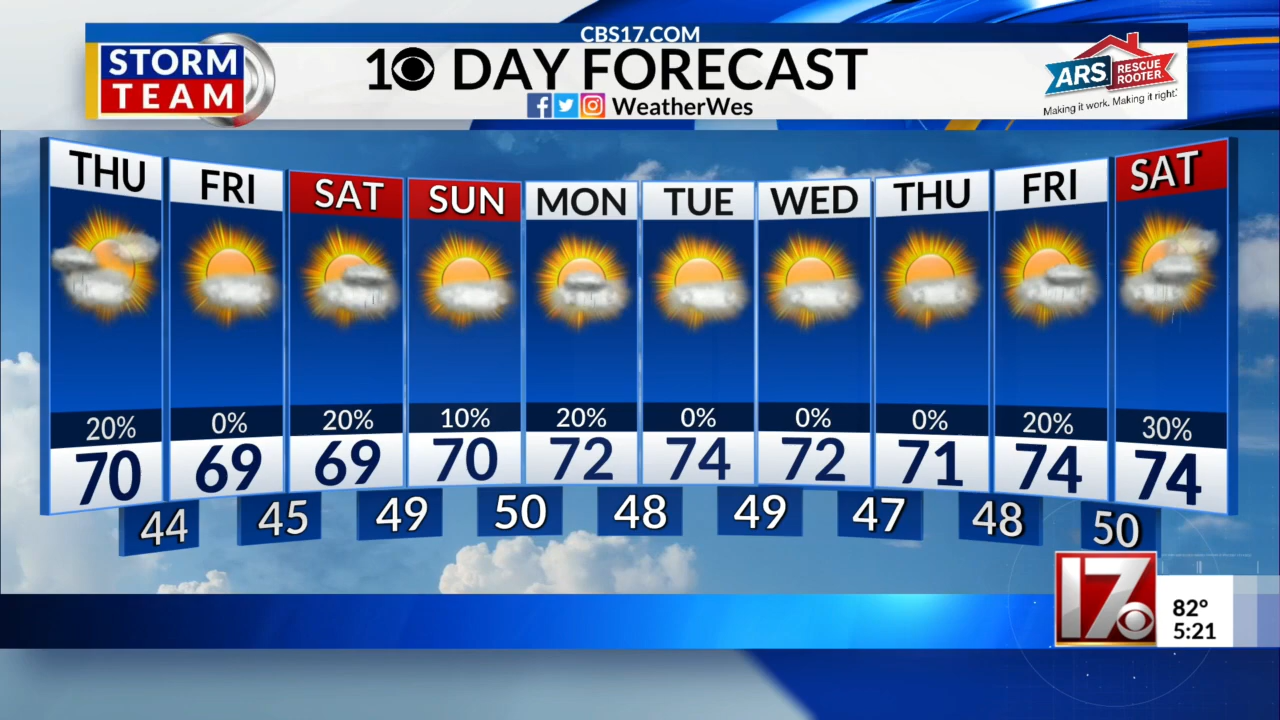 CBS17.COM
STORM
TEAM
10 DAY FORECAST
WeatherWes
ARS
RESCUE
ROOTER.
Making it work. Making it right.
THU FRI SAT SUN MON TUE WED THU FRI SAT
20% 0% 20% 10% 20% 0% 0% 0% 20% 30%
70 69 69 70 72 74 72 71 74 74
44 45 49 50 48 49 47 48 50
17
82°
5:21